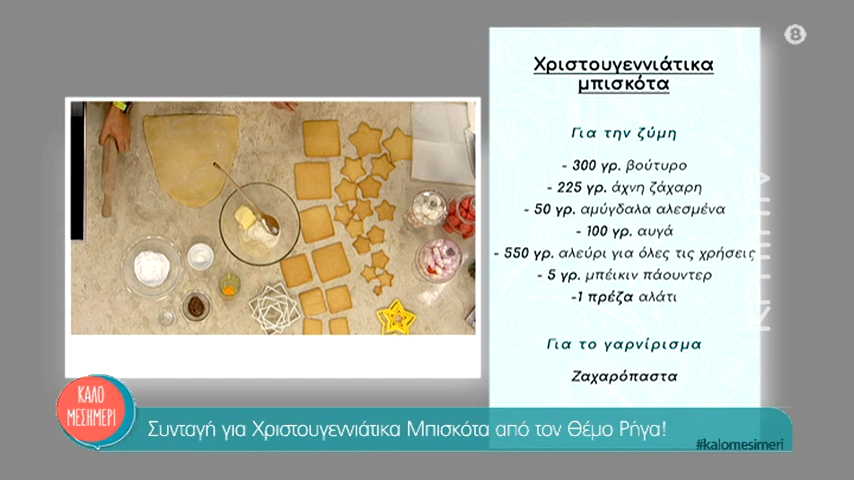 8
Χριστουγεννιάτικα
μπισκότα
Για την ζύμη
- 300 γρ. βούτυρο
- 225 γρ. άχνη ζάχαρη
- 50 γρ. αμύγδαλα αλεσμένα
- 100 γρ. αυγά
- 550 γρ. αλεύρι για όλες τις χρήσεις
- 5 γρ. μπέικιν πάουντερ
-1 πρέζα αλάτι
Για το γαρνίρισμα
Ζαχαρόπαστα
ΚΑΛΟ
ΜΕΣΗΜΕΡΙ
Συνταγή για Χριστουγεννιάτικα Μπισκότα από τον Θέμο Ρήγα!
#kalomesimeri